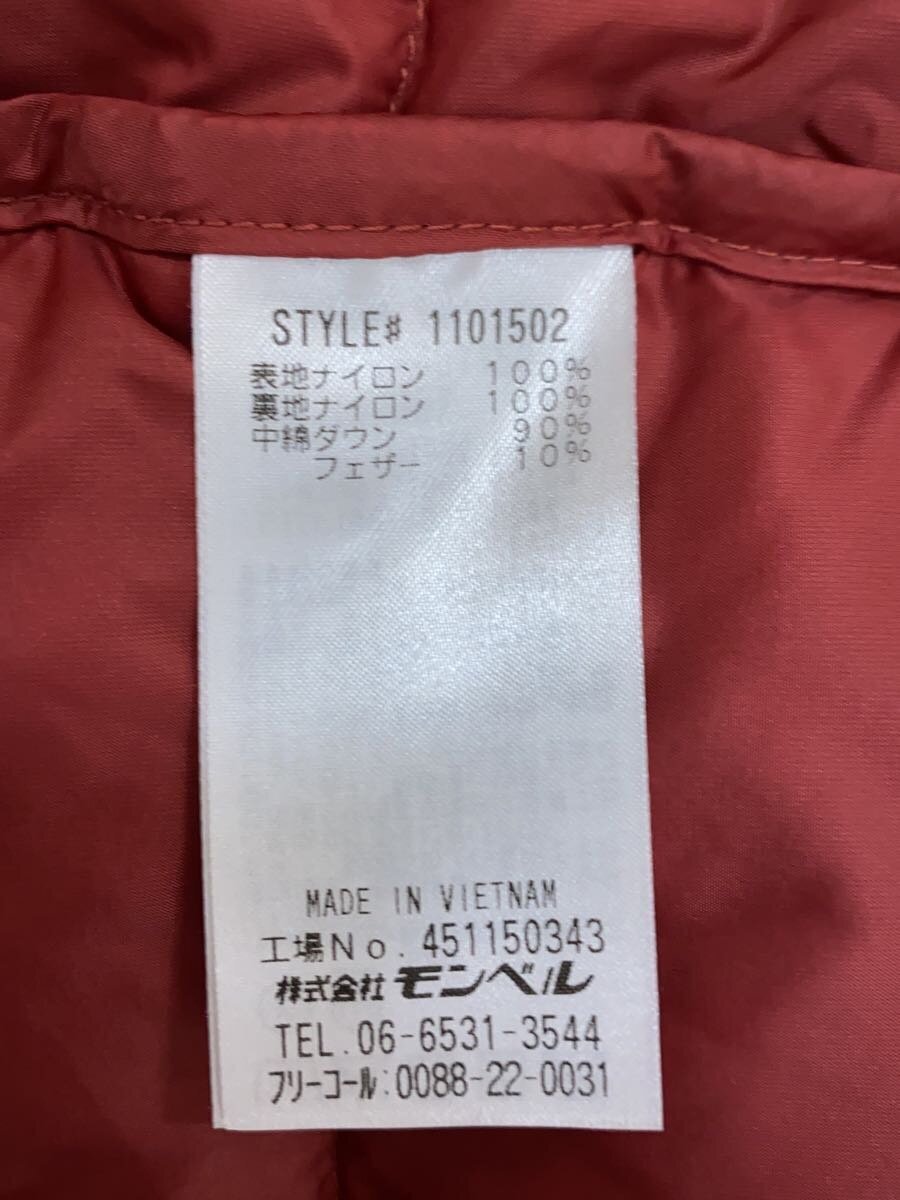 STYLE# 1101502
表地ナイロン 100%
裏地ナイロン 100%
中綿ダウン 90%
フェザー 10%
MADE IN VIETNAM
工場No. 451150343
株式会社 モンベル
TEL.06-6531-3544
フリーコール:0088-22-0031